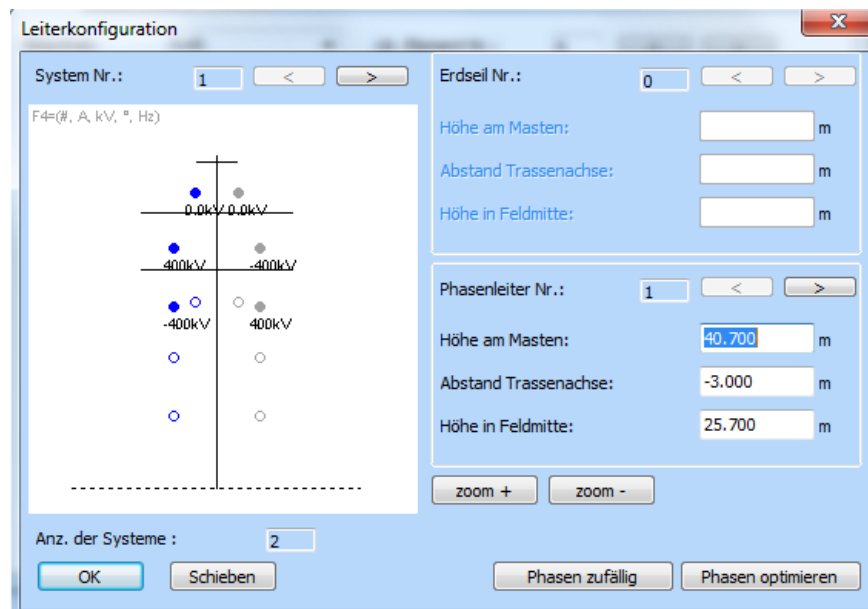 Leiterkonfiguration
System Nr.: 1 < >
F4=(#, A, kV, °, Hz)
0.0kV 0.0kV
400kV -400kV
-400kV 400kV
Anz. der Systeme : 2
OK Schieben
Erdseil Nr.: 0 < >
Höhe am Masten: m
Abstand Trassenachse: m
Höhe in Feldmitte: m
Phasenleiter Nr.: 1 < >
Höhe am Masten: 40.700 m
Abstand Trassenachse: -3.000 m
Höhe in Feldmitte: 25.700 m
zoom + zoom -
Phasen zufällig Phasen optimieren